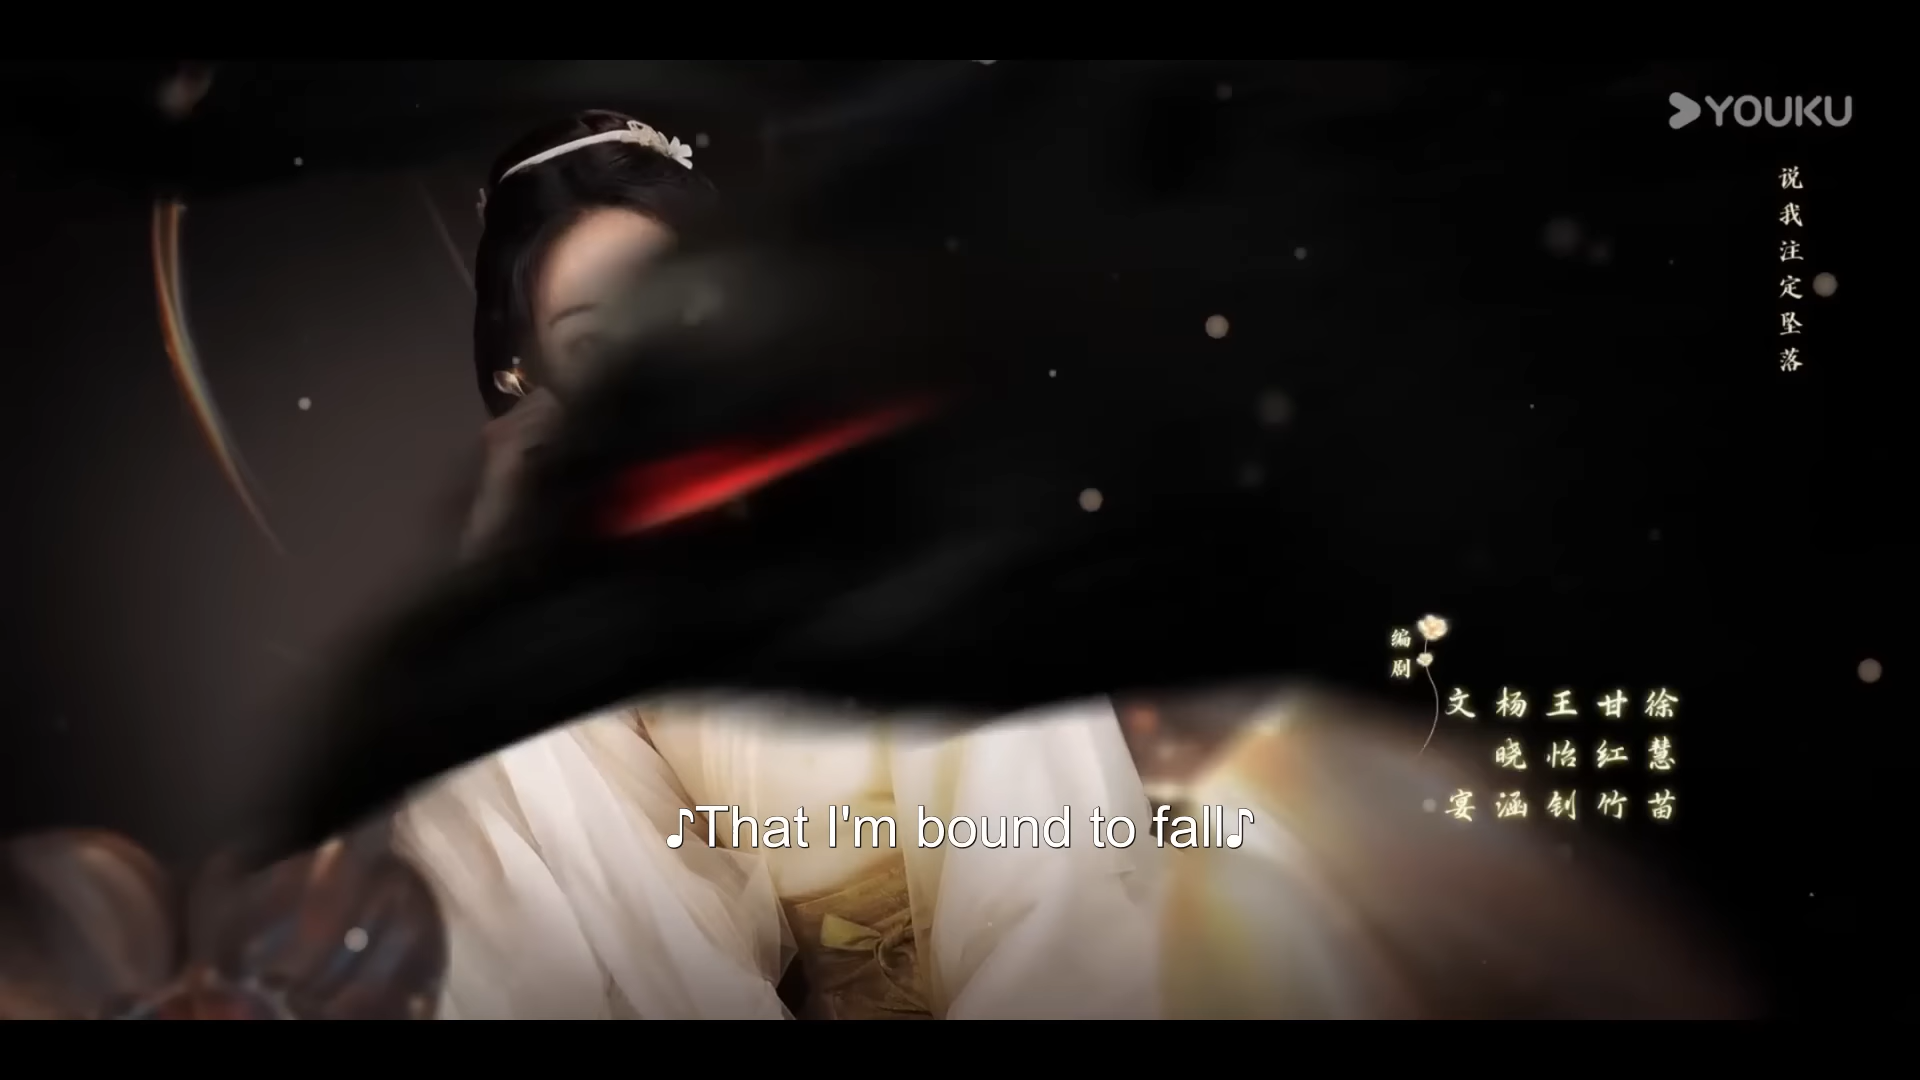 YOUKU
说我注定坠落
编剧
徐慧苗
甘红竹
王怡钊
杨晓涵
文宴
♪That I'm bound to fall♪